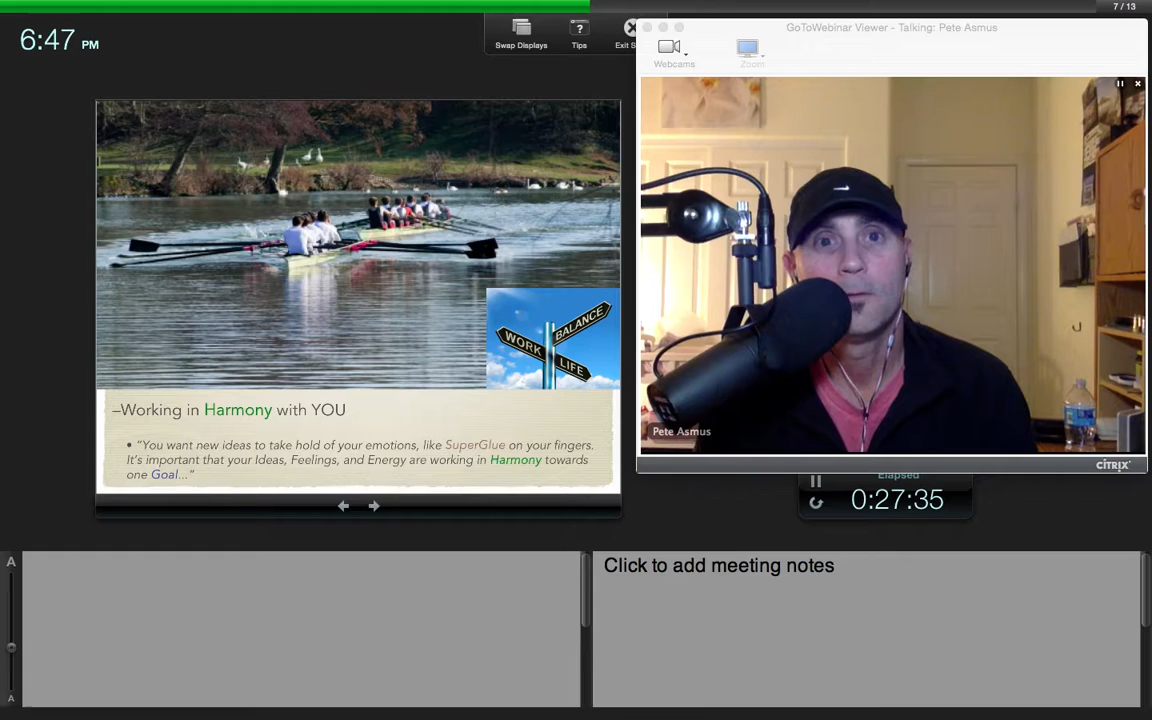 7 / 13
6:47 PM
Swap Displays
Tips
Exit S
GoToWebinar Viewer - Talking: Pete Asmus
Webcams
Zoom
WORK
BALANCE
LIFE
–Working in Harmony with YOU
• “You want new ideas to take hold of your emotions, like SuperGlue on your fingers.
It’s important that your Ideas, Feelings, and Energy are working in Harmony towards
one Goal...”
Pete Asmus
CİTRIX®
Elapsed
0:27:35
A
A
Click to add meeting notes